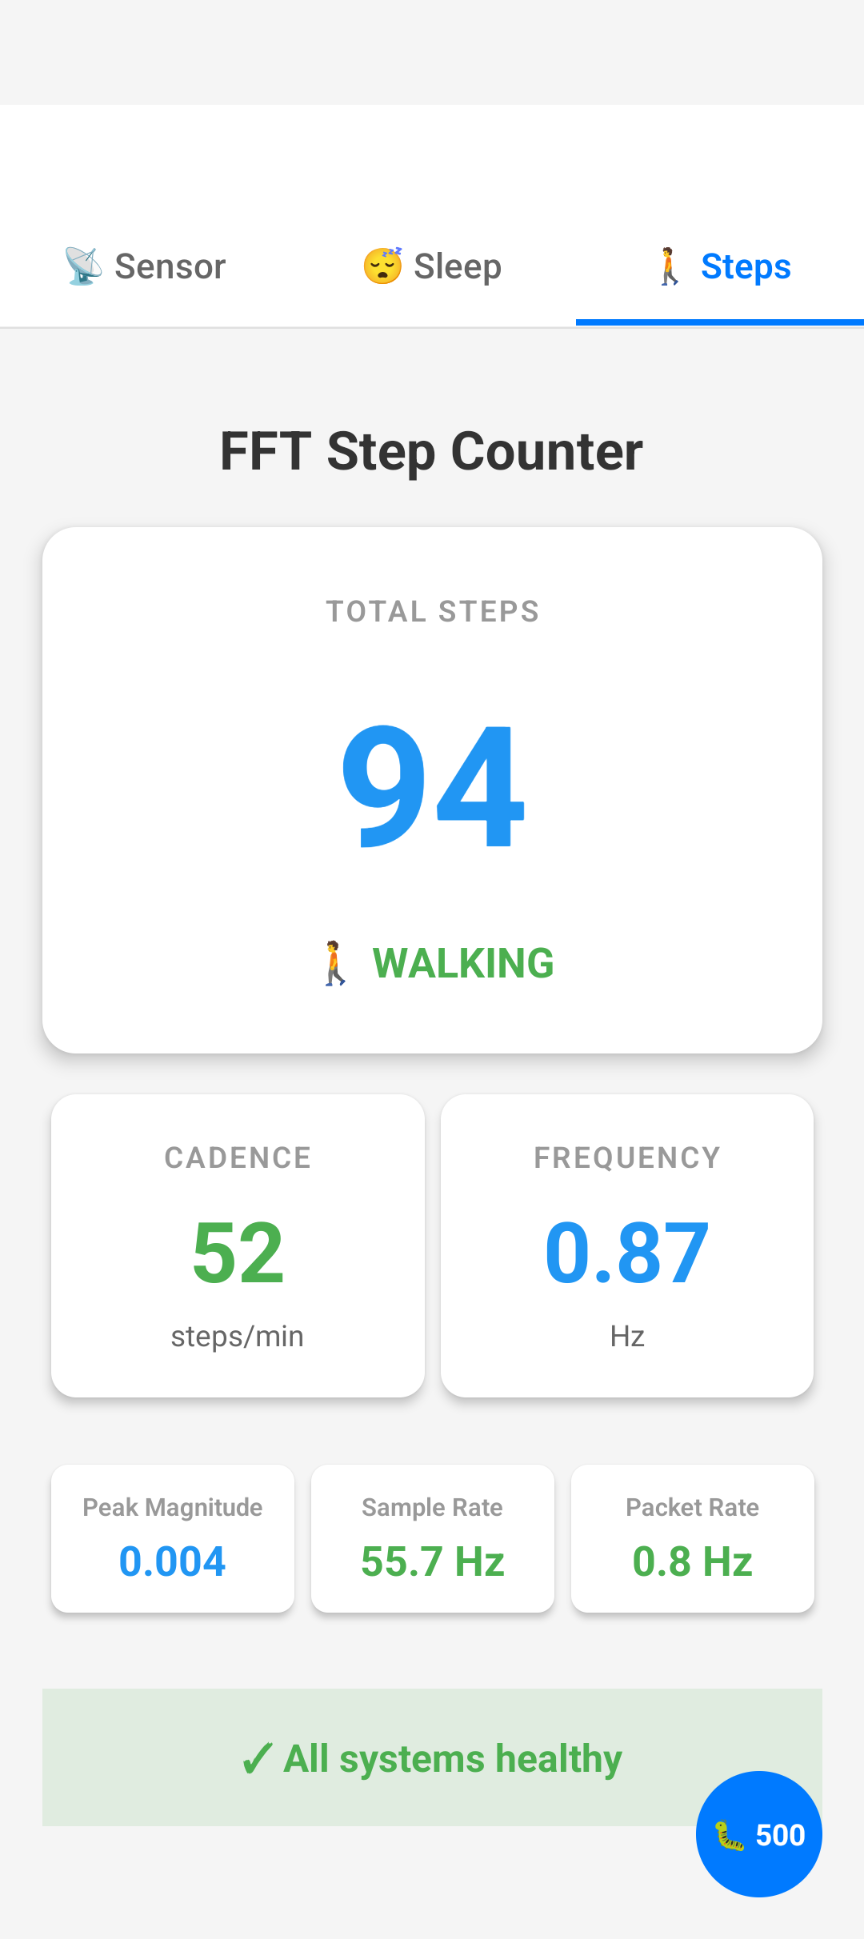 📡 Sensor 😴 Sleep 🚶 Steps
FFT Step Counter
TOTAL STEPS
94
🚶 WALKING
CADENCE FREQUENCY
52 0.87
steps/min Hz
Peak Magnitude Sample Rate Packet Rate
0.004 55.7 Hz 0.8 Hz
✓ All systems healthy
🐛 500